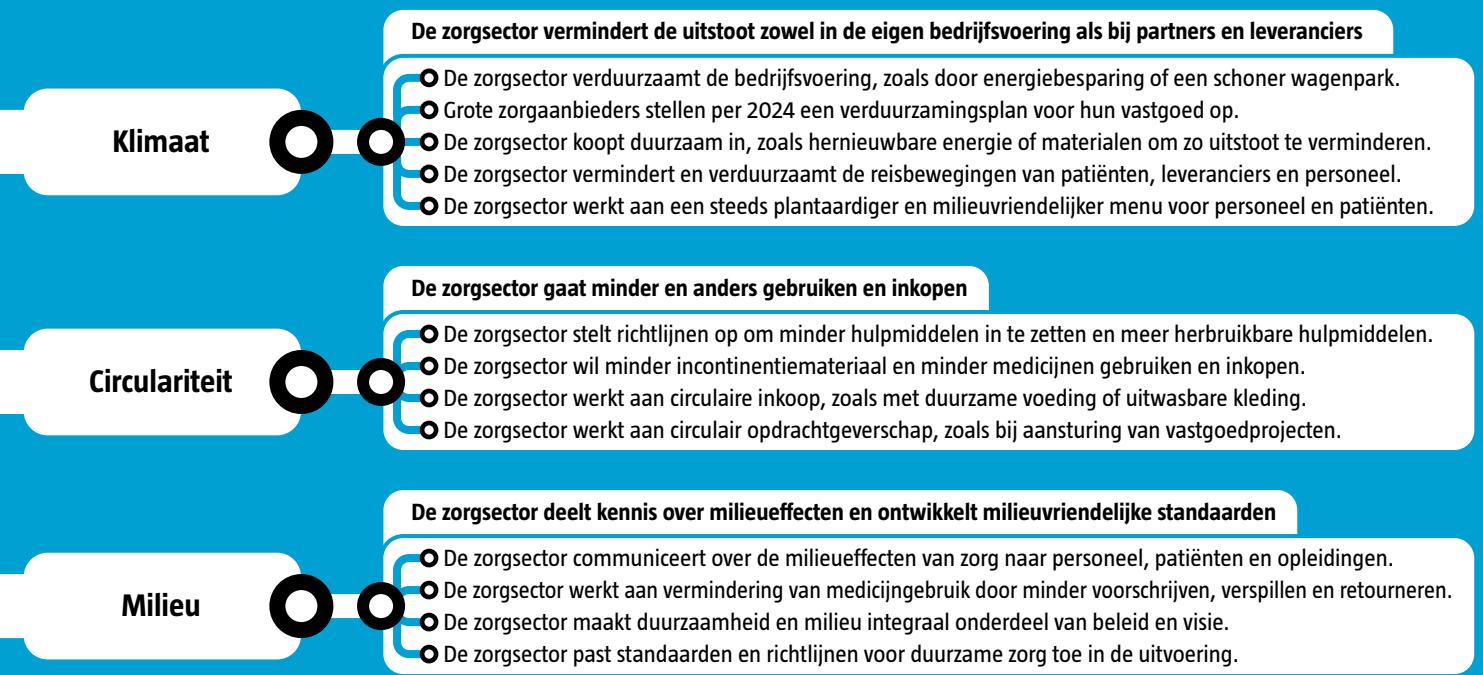 De zorgsector vermindert de uitstoot zowel in de eigen bedrijfsvoering als bij partners en leveranciers
Klimaat
De zorgsector verduurzaamt de bedrijfsvoering, zoals door energiebesparing of een schoner wagenpark.
Grote zorgaanbieders stellen per 2024 een verduurzamingsplan voor hun vastgoed op.
De zorgsector koopt duurzaam in, zoals hernieuwbare energie of materialen om zo uitstoot te verminderen.
De zorgsector vermindert en verduurzaamt de reisbewegingen van patiënten, leveranciers en personeel.
De zorgsector werkt aan een steeds plantaardiger en milieuvriendelijker menu voor personeel en patiënten.
De zorgsector gaat minder en anders gebruiken en inkopen
Circulariteit
De zorgsector stelt richtlijnen op om minder hulpmiddelen in te zetten en meer herbruikbare hulpmiddelen.
De zorgsector wil minder incontinentiemateriaal en minder medicijnen gebruiken en inkopen.
De zorgsector werkt aan circulaire inkoop, zoals met duurzame voeding of uitwasbare kleding.
De zorgsector werkt aan circulair opdrachtgeverschap, zoals bij aansturing van vastgoedprojecten.
De zorgsector deelt kennis over milieueffecten en ontwikkelt milieuvriendelijke standaarden
Milieu
De zorgsector communiceert over de milieueffecten van zorg naar personeel, patiënten en opleidingen.
De zorgsector werkt aan vermindering van medicijngebruik door minder voorschrijven, verspillen en retourneren.
De zorgsector maakt duurzaamheid en milieu integraal onderdeel van beleid en visie.
De zorgsector past standaarden en richtlijnen voor duurzame zorg toe in de uitvoering.